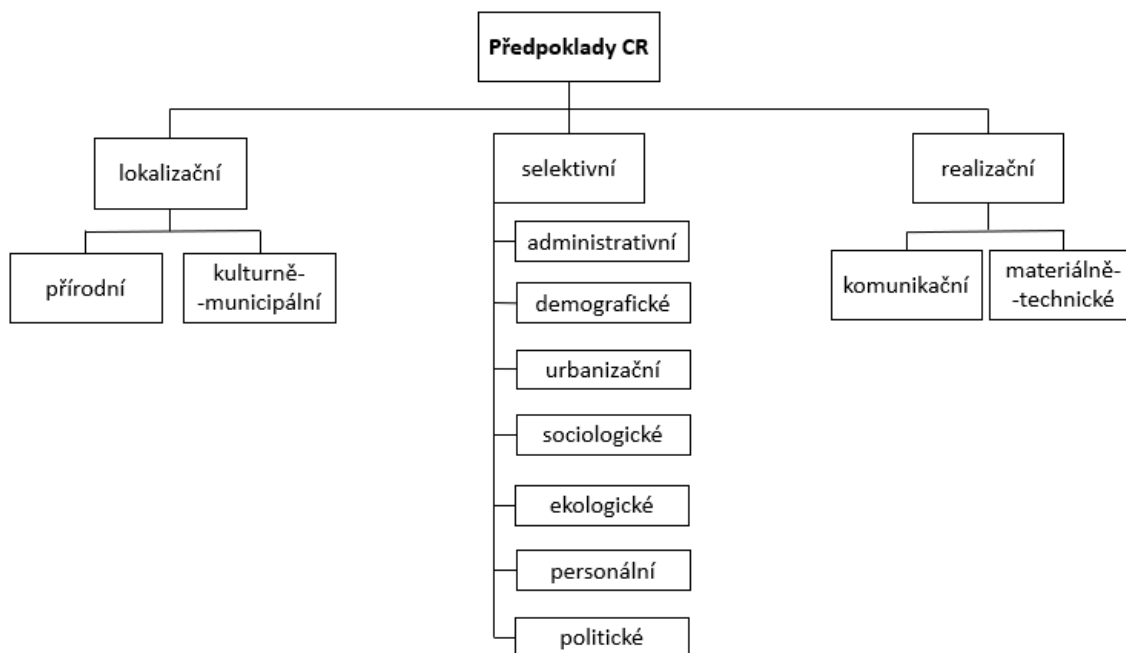 Předpoklady CR
lokalizační
selektivní
realizační
přírodní
kulturně-
-municipální
administrativní
demografické
urbanizační
sociologické
ekologické
personální
politické
komunikační
materiálně-
-technické